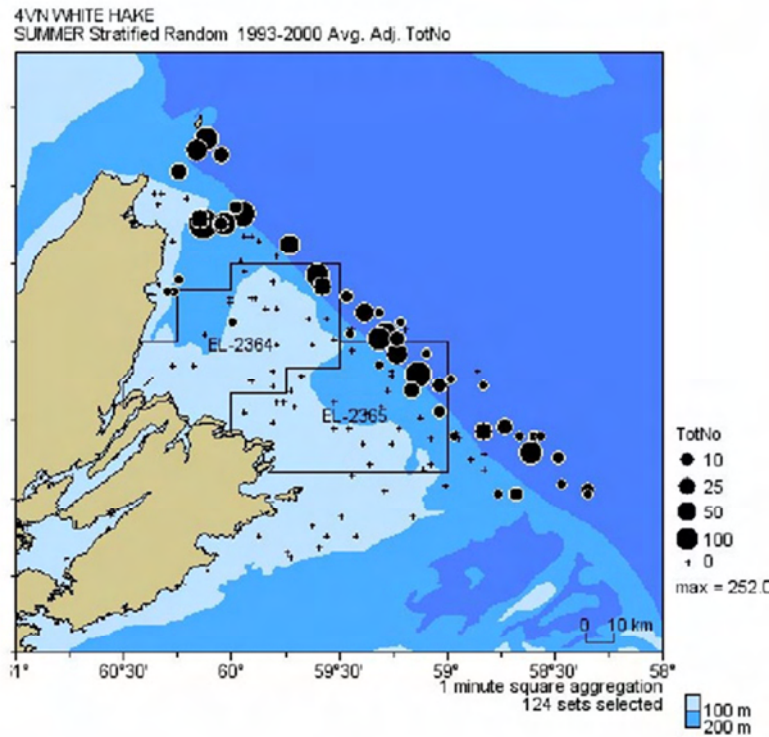 4VN WHITE HAKE
SUMMER Stratified Random 1993-2000 Avg. Adj. TotNo
EL-2364
EL-2365
TotNo
10
25
50
100
0
max = 252.0
0 10 km
31° 60°30' 60° 59°30' 59° 58°30' 58°
1 minute square aggregation
124 sets selected
100 m
200 m